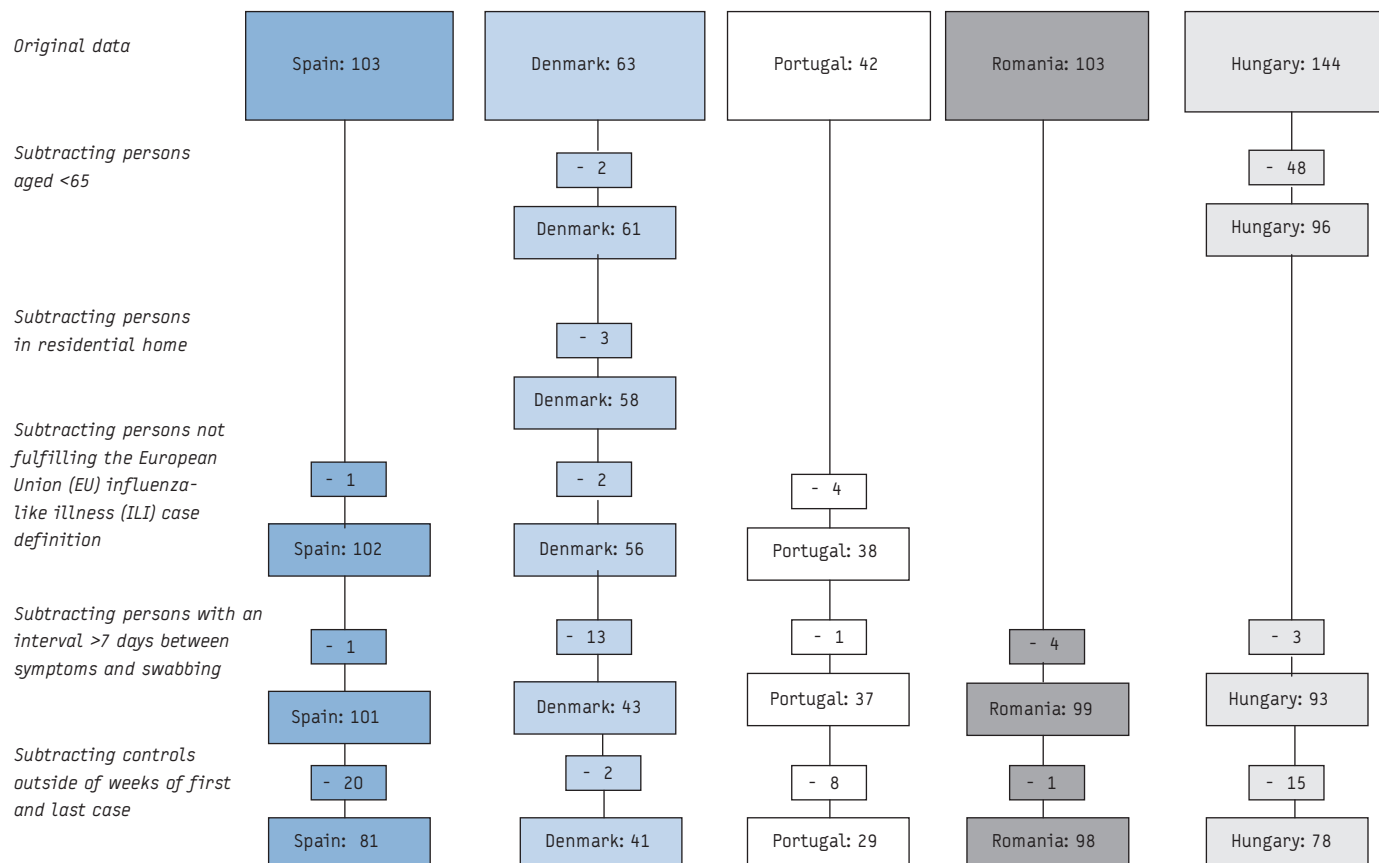 Original data
Spain: 103
Denmark: 63
Portugal: 42
Romania: 103
Hungary: 144
Subtracting persons
aged <65
- 2
- 48
Denmark: 61
Hungary: 96
Subtracting persons
in residential home
- 3
Denmark: 58
Subtracting persons not
fulfilling the European
Union (EU) influenza-
like illness (ILI) case
definition
- 1
- 2
- 4
Spain: 102
Denmark: 56
Portugal: 38
Subtracting persons with an
interval >7 days between
symptoms and swabbing
- 1
- 13
- 1
- 4
- 3
Spain: 101
Denmark: 43
Portugal: 37
Romania: 99
Hungary: 93
Subtracting controls
outside of weeks of first
and last case
- 20
- 2
- 8
- 1
- 15
Spain: 81
Denmark: 41
Portugal: 29
Romania: 98
Hungary: 78